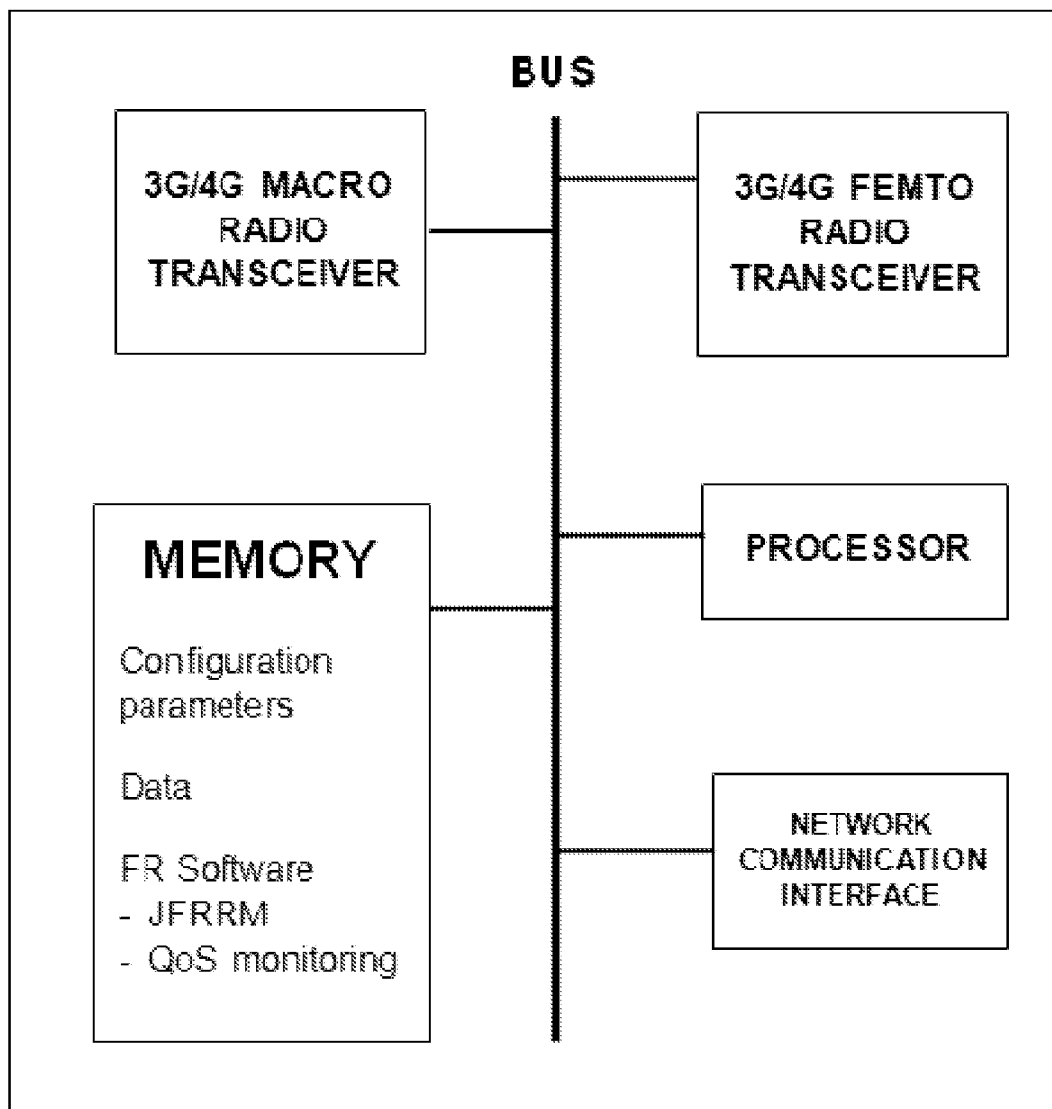 BUS
3G/4G MACRO
RADIO
TRANSCEIVER
3G/4G FEMTO
RADIO
TRANSCEIVER
MEMORY
Configuration
parameters
Data
FR Software
- JFRRM
- QoS monitoring
PROCESSOR
NETWORK
COMMUNICATION
INTERFACE